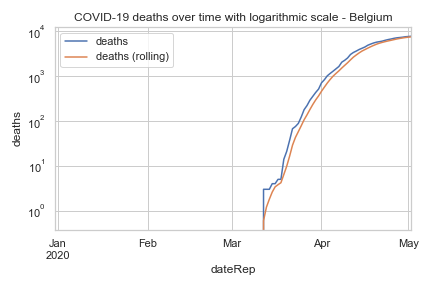 COVID-19 deaths over time with logarithmic scale - Belgium
deaths
deaths (rolling)
10⁴
10³
10²
10¹
10⁰
deaths
Jan Feb Mar Apr May
2020
dateRep